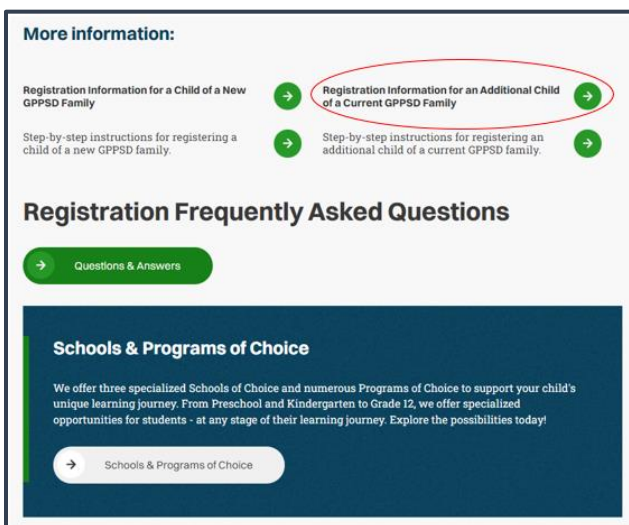 More information:
Registration Information for a Child of a New
GPPSD Family
Registration Information for an Additional Child
of a Current GPPSD Family
Step-by-step instructions for registering a
child of a new GPPSD family.
Step-by-step instructions for registering an
additional child of a current GPPSD family.
Registration Frequently Asked Questions
Questions & Answers
Schools & Programs of Choice
We offer three specialized Schools of Choice and numerous Programs of Choice to support your child's
unique learning journey. From Preschool and Kindergarten to Grade 12, we offer specialized
opportunities for students - at any stage of their learning journey. Explore the possibilities today!
Schools & Programs of Choice